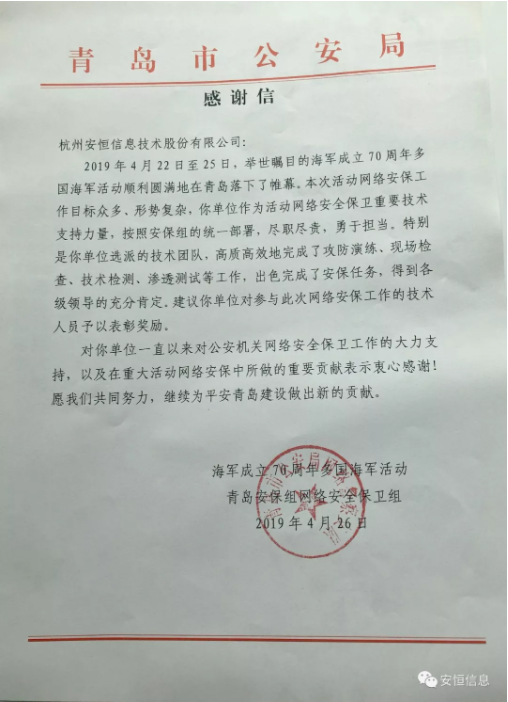 青岛市公安局
感谢信
杭州安恒信息技术股份有限公司:
2019年4月22日至25日,举世瞩目的海军成立70周年多
国海军活动顺利圆满地在青岛落下了帷幕。本次活动网络安保工
作目标众多、形势复杂,你单位作为活动网络安全保卫重要技术
支持力量,按照安保组的统一部署,尽职尽责,勇于担当。特别
是你单位选派的技术团队,高质高效地完成了攻防演练、现场检
查、技术检测、渗透测试等工作,出色完成了安保任务,得到各
级领导的充分肯定。建议你单位对参与此次网络安保工作的技术
人员予以表彰奖励。
对你单位一直以来对公安机关网络安全保卫工作的大力支
持,以及在重大活动网络安保中所做的重要贡献表示衷心感谢!
愿我们共同努力,继续为平安青岛建设做出新的贡献。
海军成立70周年多国海军活动
青岛安保组网络安全保卫组
2019年4月26日
安恒信息